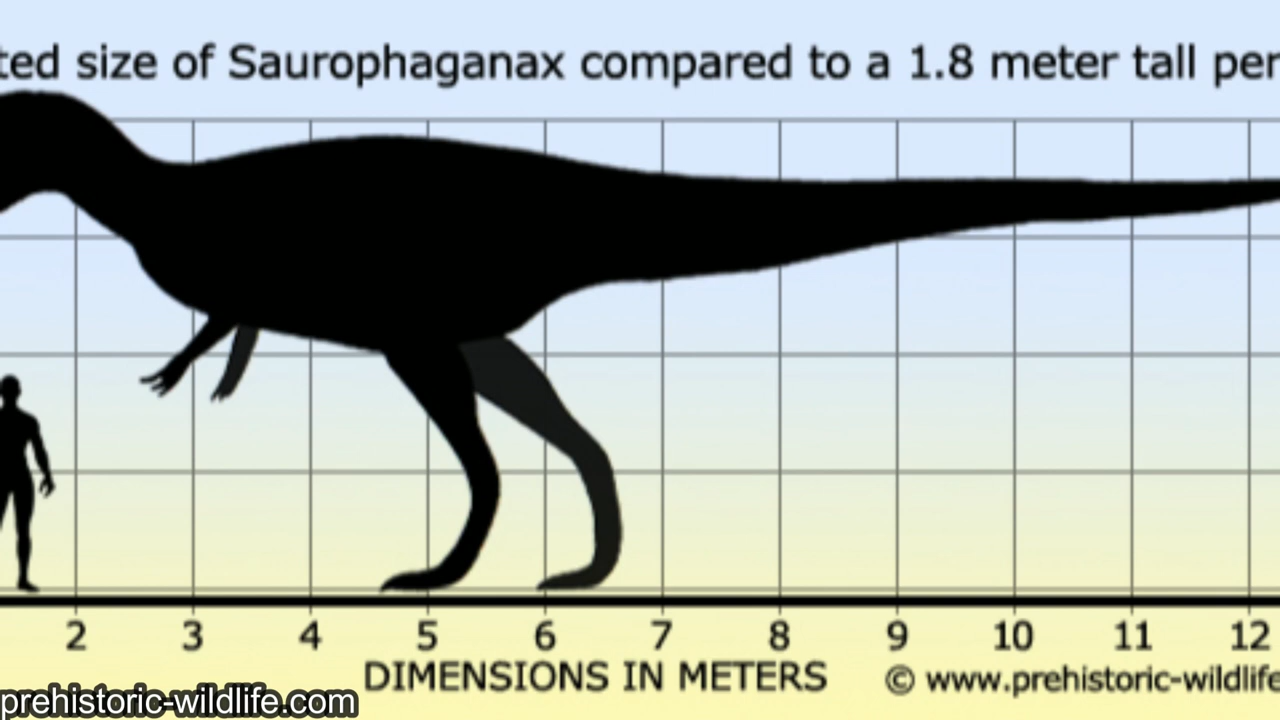 ted size of Saurophaganax compared to a 1.8 meter tall per
2 3 4 5 6 7 8 9 10 11 12
DIMENSIONS IN METERS © www.prehistoric-wildlife
prehistoric-wildlife.com